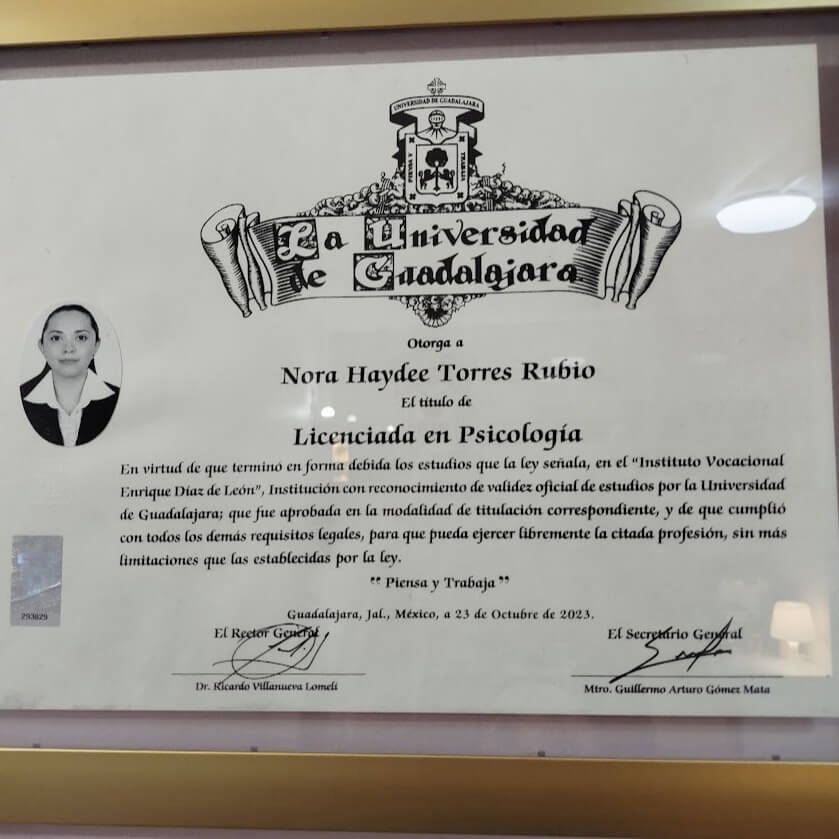 UNIVERSIDAD DE GUADALAJARA
PIENSA Y TRABAJA
La Universidad
de Guadalajara
Otorga a
Nora Haydee Torres Rubio
El título de
Licenciada en Psicología
En virtud de que terminó en forma debida los estudios que la ley señala, en el “Instituto Vocacional
Enrique Díaz de León”, Institución con reconocimiento de validez oficial de estudios por la Universidad
de Guadalajara; que fue aprobada en la modalidad de titulación correspondiente, y de que cumplió
con todos los demás requisitos legales, para que pueda ejercer libremente la citada profesión, sin más
limitaciones que las establecidas por la ley.
“ Piensa y Trabaja ”
Guadalajara, Jal., México, a 23 de Octubre de 2023.
293829
El Rector General
El Secretario General
Dr. Ricardo Villanueva Lomelí
Mtro. Guillermo Arturo Gómez Mata